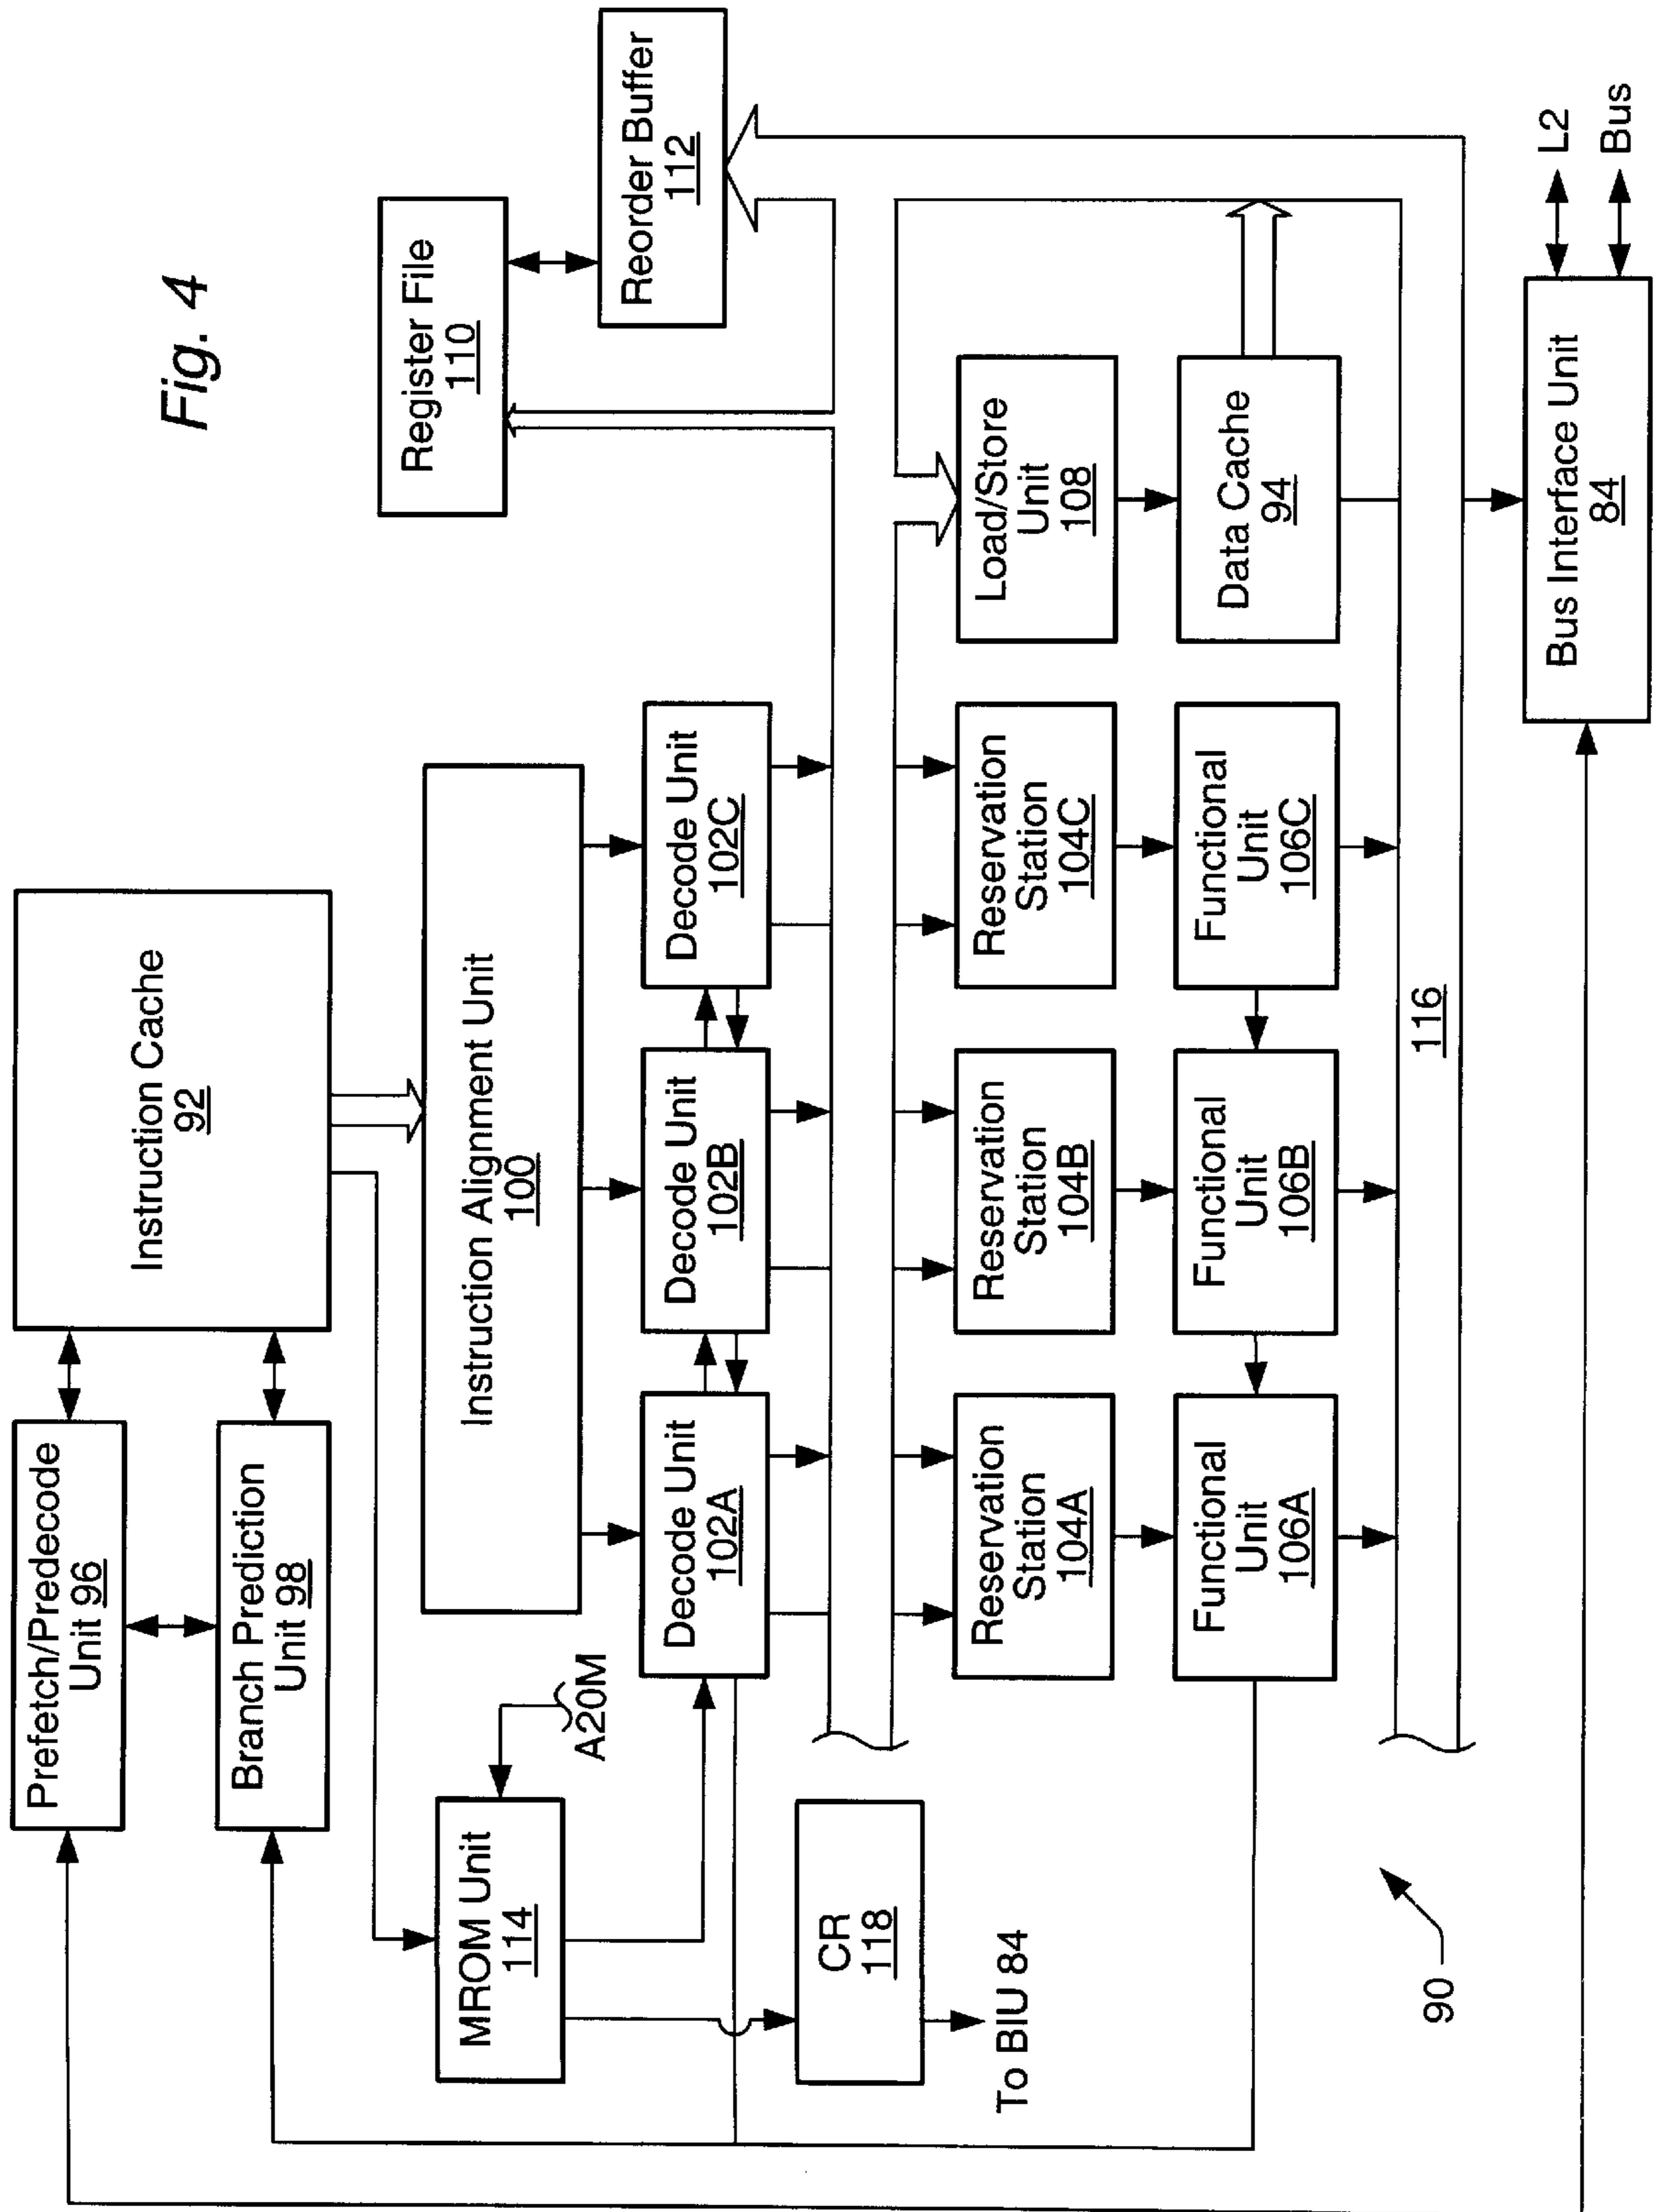 Fig. 4
Prefetch/Predecode
Unit 96
Branch Prediction
Unit 98
Instruction Cache
92
Register File
110
Reorder Buffer
112
Instruction Alignment Unit
100
MROM Unit
114
A20M
Decode Unit
102A
Decode Unit
102B
Decode Unit
102C
CR
118
To BIU 84
Reservation
Station
104A
Reservation
Station
104B
Reservation
Station
104C
Load/Store
Unit
108
Functional
Unit
106A
Functional
Unit
106B
Functional
Unit
106C
Data Cache
94
116
90
Bus Interface Unit
84
L2
Bus